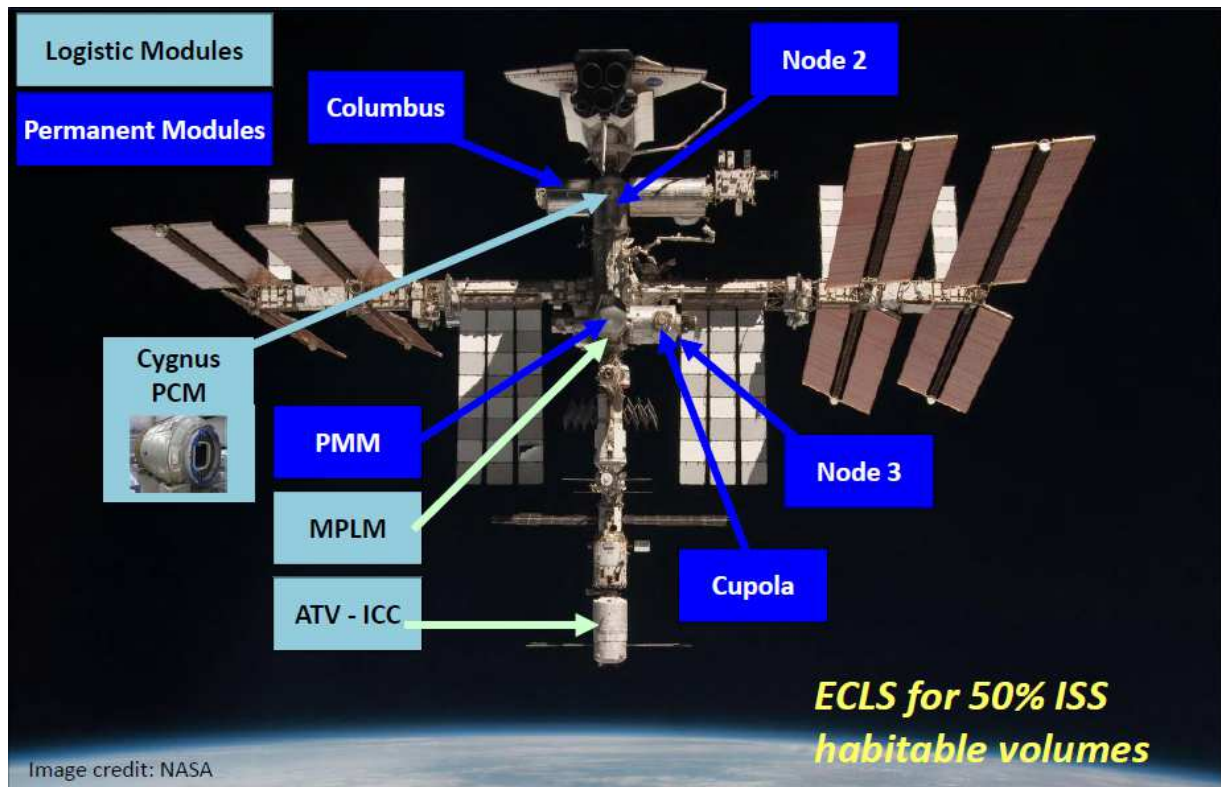 Logistic Modules
Permanent Modules
Columbus
Node 2
Cygnus
PCM
PMM
MPLM
ATV - ICC
Node 3
Cupola
ECLS for 50% ISS
habitable volumes
Image credit: NASA